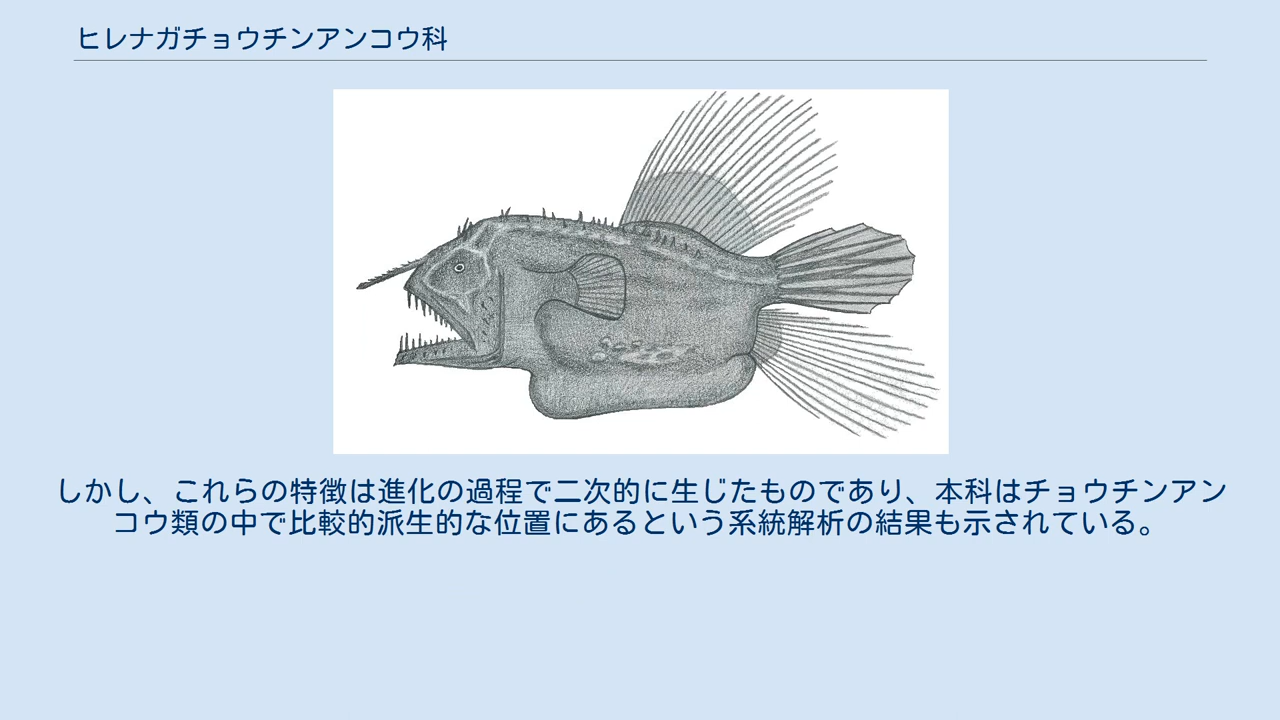 ヒレナガチョウチンアンコウ科
しかし、これらの特徴は進化の過程で二次的に生じたものであり、本科はチョウチンアン
コウ類の中で比較的派生的な位置にあるという系統解析の結果も示されている。